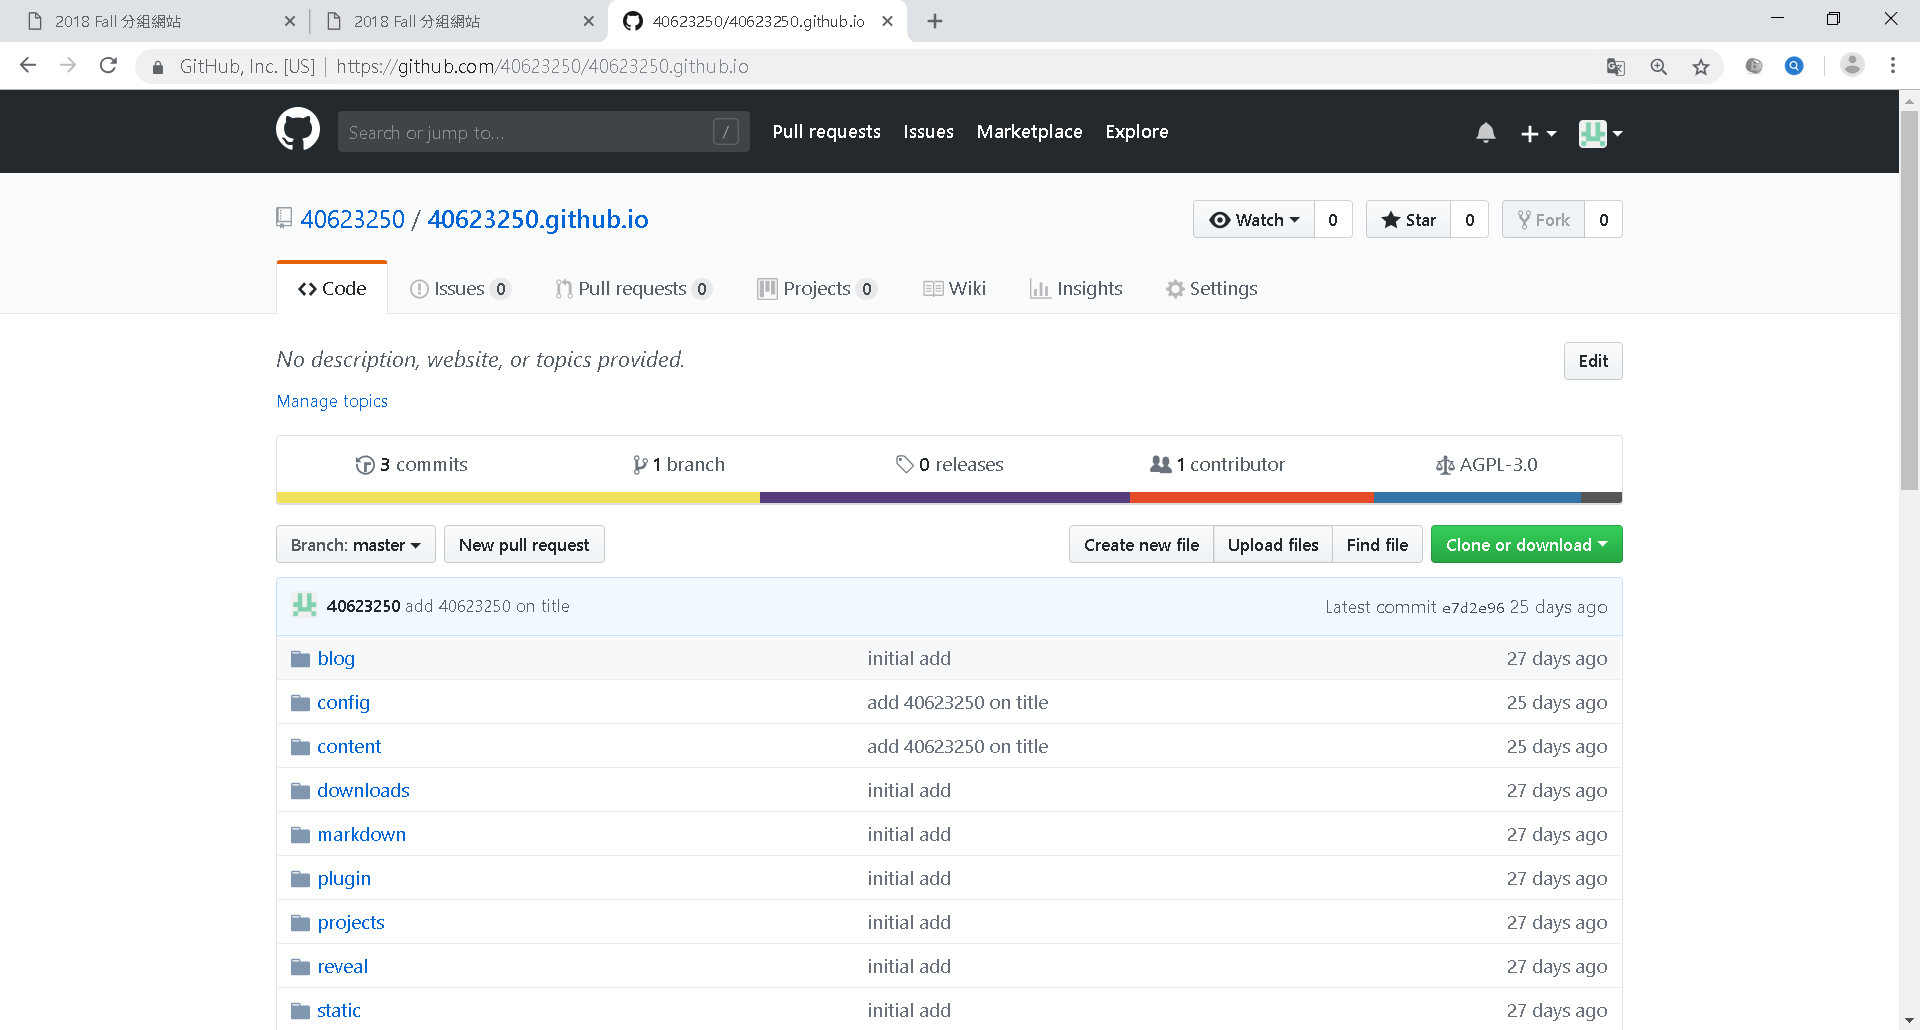 2018 Fall 分組網站
2018 Fall 分組網站
40623250/40623250.github.io
GitHub, Inc. [US] | https://github.com/40623250/40623250.github.io
Search or jump to... /
Pull requests Issues Marketplace Explore
40623250 / 40623250.github.io
Watch 0 Star 0 Fork 0
Code Issues 0 Pull requests 0 Projects 0 Wiki Insights Settings
No description, website, or topics provided.
Edit
Manage topics
3 commits 1 branch 0 releases 1 contributor AGPL-3.0
Branch: master New pull request Create new file Upload files Find file Clone or download
40623250 add 40623250 on title Latest commit e7d2e96 25 days ago
blog initial add 27 days ago
config add 40623250 on title 25 days ago
content add 40623250 on title 25 days ago
downloads initial add 27 days ago
markdown initial add 27 days ago
plugin initial add 27 days ago
projects initial add 27 days ago
reveal initial add 27 days ago
static initial add 27 days ago